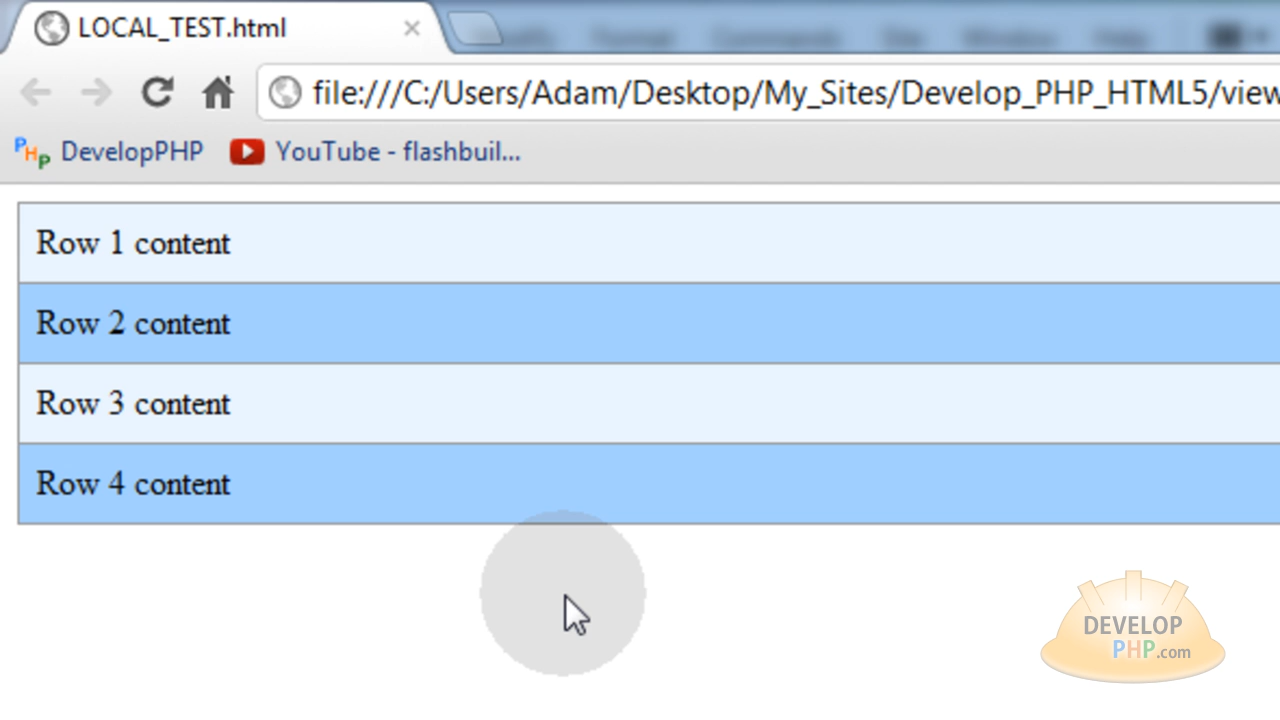 LOCAL_TEST.html
file:///C:/Users/Adam/Desktop/My_Sites/Develop_PHP_HTML5/view
PHP DevelopPHP YouTube - flashbuil...
Row 1 content
Row 2 content
Row 3 content
Row 4 content
DEVELOP
PHP.com